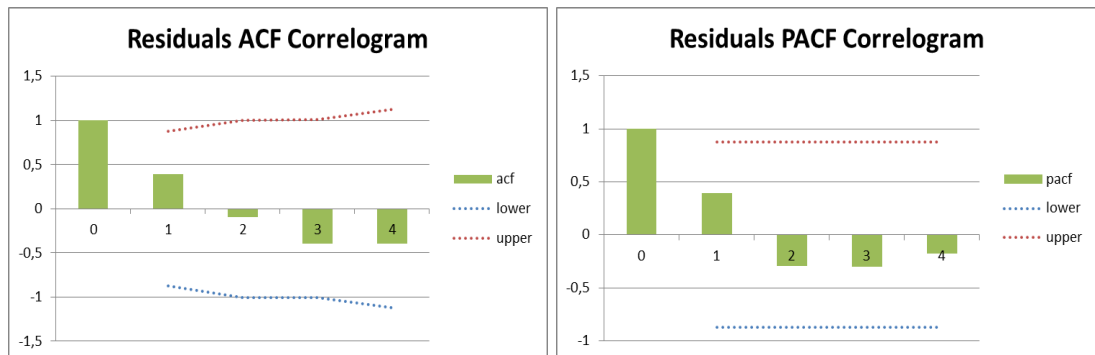 Residuals ACF Correlogram
1,5
1
0,5
0
-0,5
-1
-1,5
0 1 2 3 4
acf
lower
upper
Residuals PACF Correlogram
1,5
1
0,5
0
-0,5
-1
0 1 2 3 4
pacf
lower
upper